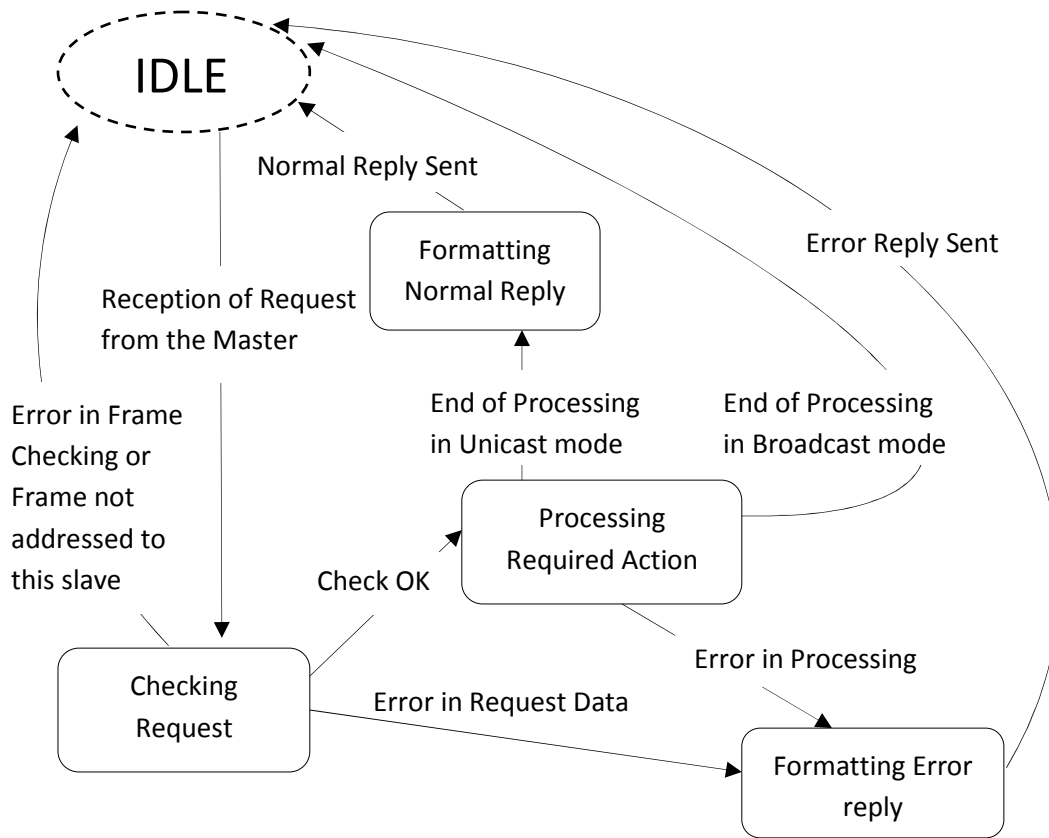 IDLE
Normal Reply Sent
Formatting
Normal Reply
Error Reply Sent
Reception of Request
from the Master
Error in Frame
Checking or
Frame not
addressed to
this slave
End of Processing
in Unicast mode
End of Processing
in Broadcast mode
Processing
Required Action
Check OK
Error in Processing
Checking
Request
Error in Request Data
Formatting Error
reply